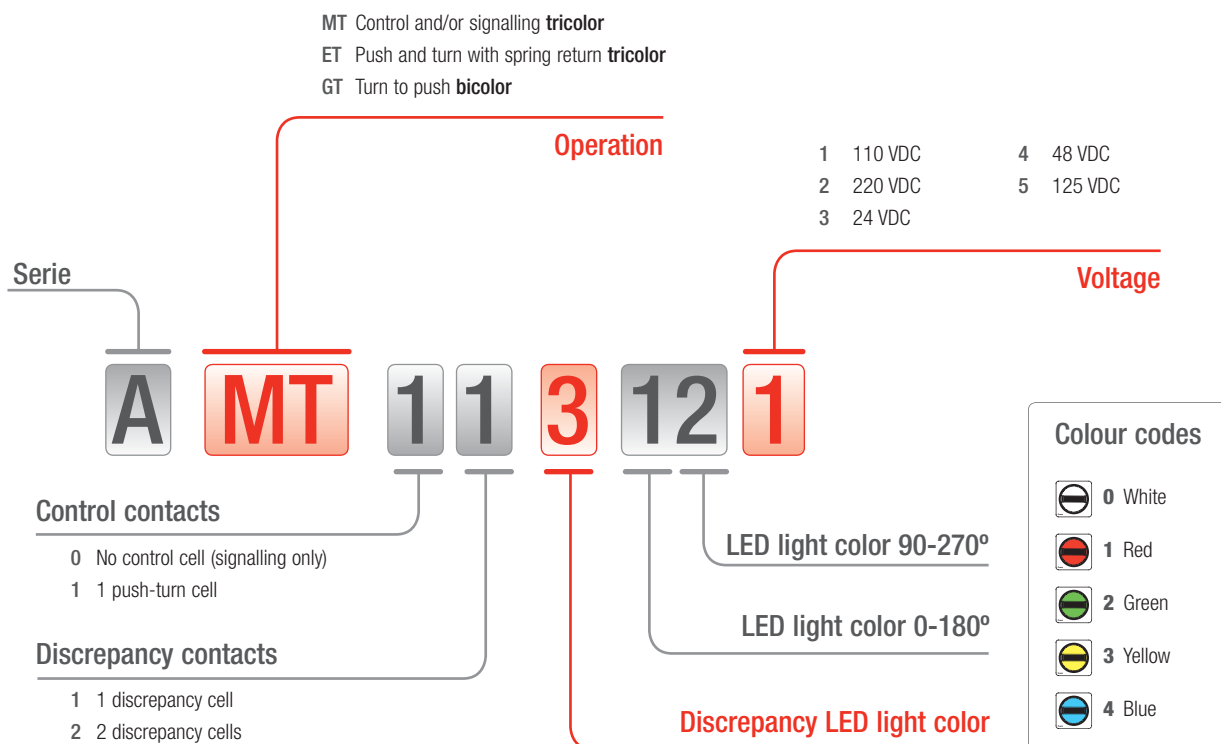 MT Control and/or signalling tricolor
ET Push and turn with spring return tricolor
GT Turn to push bicolor
Operation
1 110 VDC 4 48 VDC
2 220 VDC 5 125 VDC
3 24 VDC
Voltage
Serie
A MT 1 1 3 12 1
Control contacts
0 No control cell (signalling only)
1 1 push-turn cell
Discrepancy contacts
1 1 discrepancy cell
2 2 discrepancy cells
LED light color 90-270º
LED light color 0-180º
Discrepancy LED light color
Colour codes
0 White
1 Red
2 Green
3 Yellow
4 Blue